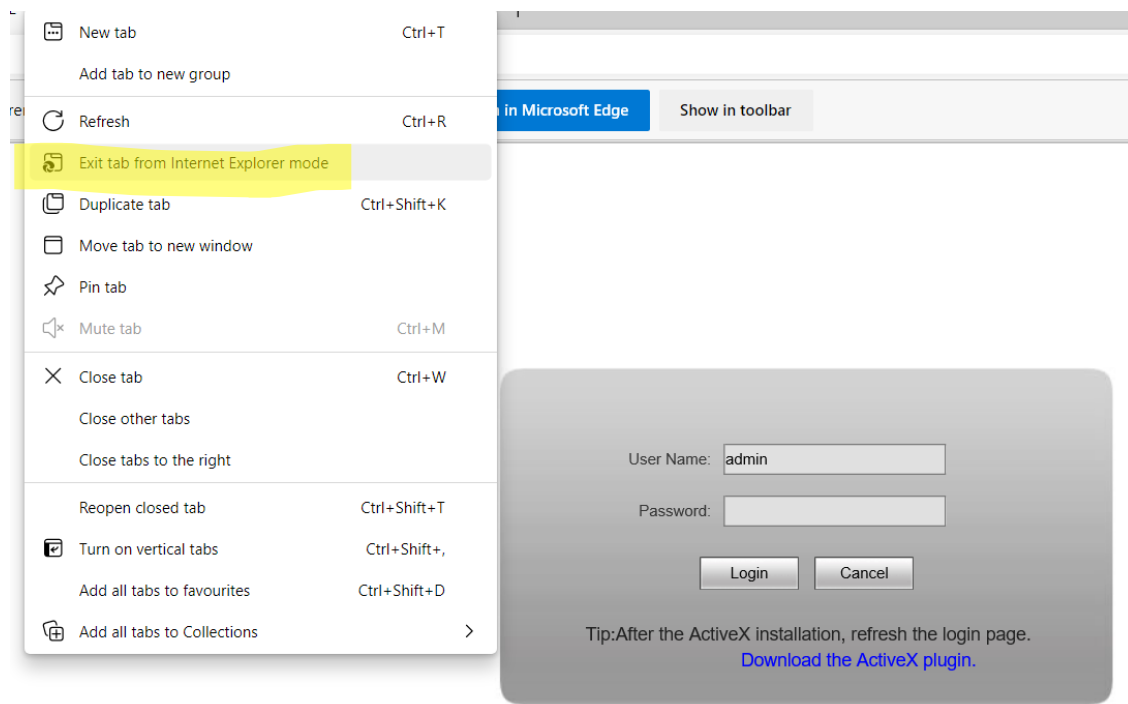 New tab Ctrl+T
Add tab to new group
in Microsoft Edge Show in toolbar
Refresh Ctrl+R
Exit tab from Internet Explorer mode
Duplicate tab Ctrl+Shift+K
Move tab to new window
Pin tab
Mute tab Ctrl+M
Close tab Ctrl+W
Close other tabs
Close tabs to the right
Reopen closed tab Ctrl+Shift+T
Turn on vertical tabs Ctrl+Shift+,
Add all tabs to favourites Ctrl+Shift+D
Add all tabs to Collections
User Name: admin
Password:
Login Cancel
Tip:After the ActiveX installation, refresh the login page.
Download the ActiveX plugin.